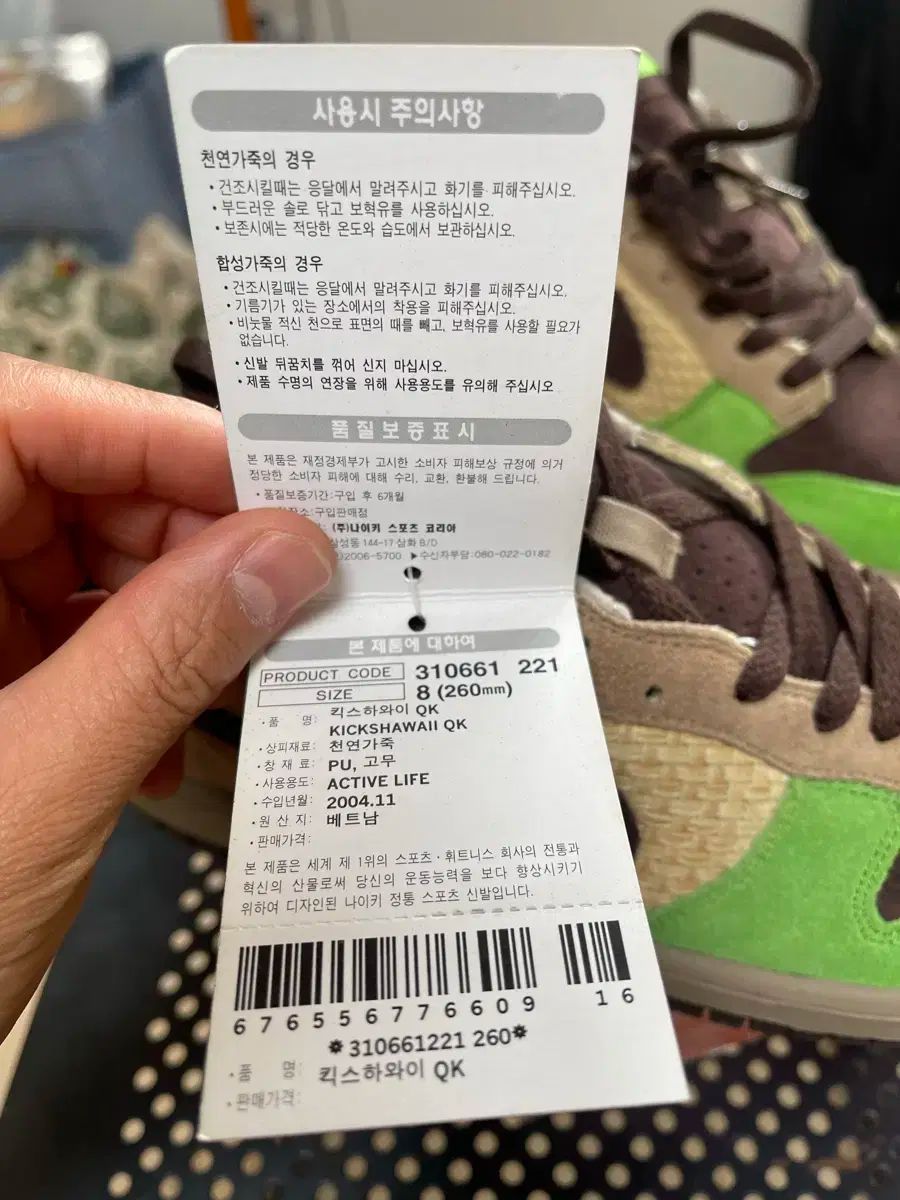 사용시 주의사항
천연가죽의 경우
• 건조시킬때는 응달에서 말려주시고 화기를 피해주십시오.
• 부드러운 솔로 닦고 보혁유를 사용하십시오.
• 보존시에는 적당한 온도와 습도에서 보관하십시오.
합성가죽의 경우
• 건조시킬때는 응달에서 말려주시고 화기를 피해주십시오.
• 기름기가 있는 장소에서의 착용을 피해주십시오.
• 비눗물 적신 천으로 표면의 때를 빼고, 보혁유를 사용할 필요가
없습니다.
• 신발 뒤꿈치를 꺾어 신지 마십시오.
• 제품 수명의 연장을 위해 사용용도를 유의해 주십시오
품질보증표시
본 제품은 재정경제부가 고시한 소비자 피해보상 규정에 의거
정당한 소비자 피해에 대해 수리, 교환, 환불해 드립니다.
• 품질보증기간: 구입 후 6개월
장소: 구입판매점
(주)나이키 스포츠 코리아
삼성동 144-17 삼화 B/D
2006-5700 ▶수신자부담: 080-022-0182
본 제품에 대하여
PRODUCT CODE 310661 221
SIZE 8 (260mm)
• 품 명: 킥스하와이 QK
KICKSHAWAII QK
• 상피재료: 천연가죽
• 창 재 료: PU, 고무
• 사용용도: ACTIVE LIFE
• 수입년월: 2004.11
• 원 산 지: 베트남
• 판매가격:
본 제품은 세계 제 1위의 스포츠 · 휘트니스 회사의 전통과
혁신의 산물로써 당신의 운동능력을 보다 향상시키기
위하여 디자인된 나이키 정통 스포츠 신발입니다.
676556776609 16
*310661221 260*
• 품 명: 킥스하와이 QK
• 판매가격: